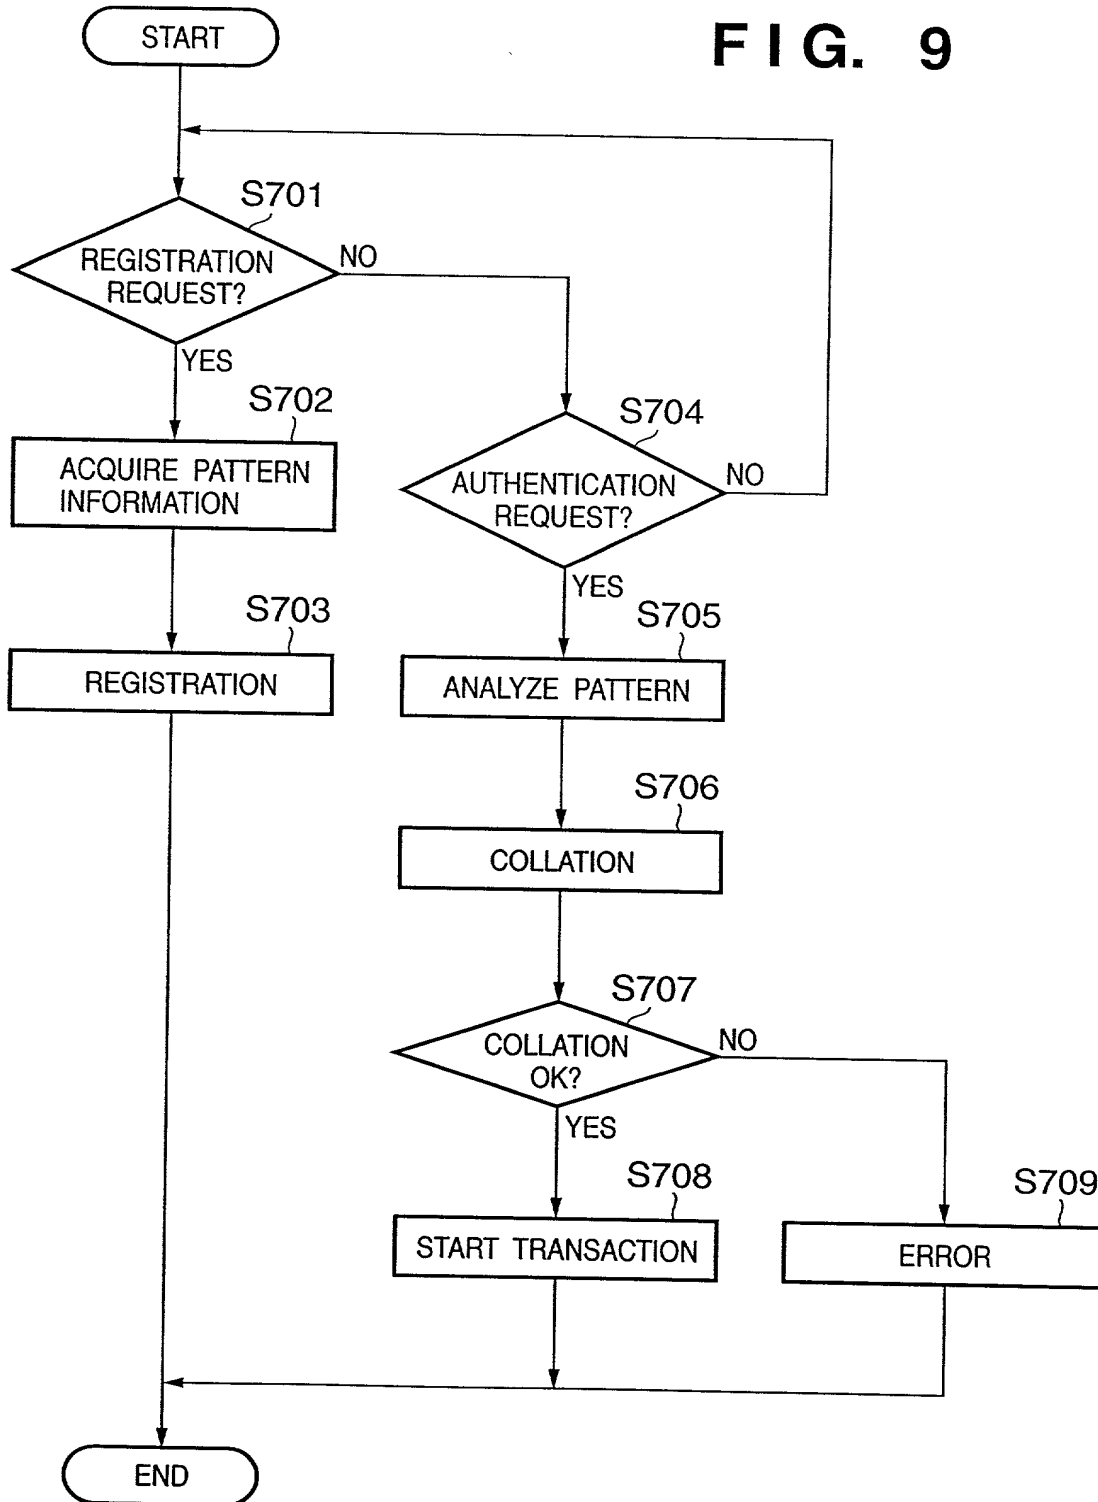 START
FIG. 9
S701
REGISTRATION
REQUEST?
NO
YES
S702
ACQUIRE PATTERN
INFORMATION
S704
AUTHENTICATION
REQUEST?
NO
YES
S703
REGISTRATION
S705
ANALYZE PATTERN
S706
COLLATION
S707
COLLATION
OK?
NO
YES
S708
START TRANSACTION
S709
ERROR
END